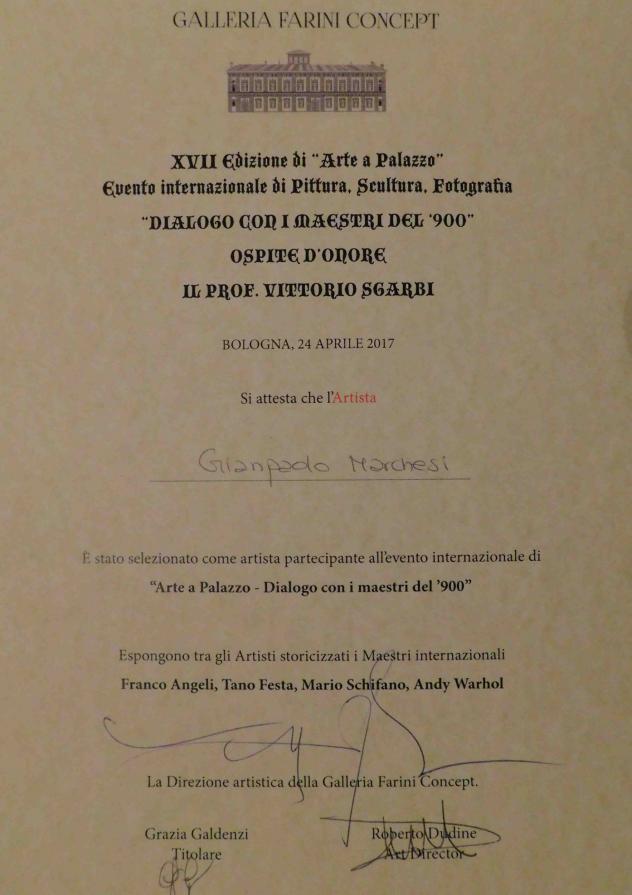 GALLERIA FARINI CONCEPT
XVII Edizione di "Arte a Palazzo"
Evento internazionale di Pittura, Scultura, Fotografia
"DIALOGO CON I MAESTRI DEL '900"
OSPITE D'ONORE
IL PROF. VITTORIO SGARBI
BOLOGNA, 24 APRILE 2017
Si attesta che l'Artista
Gianpaolo Marchesi
È stato selezionato come artista partecipante all'evento internazionale di
"Arte a Palazzo - Dialogo con i maestri del '900"
Espongono tra gli Artisti storicizzati i Maestri internazionali
Franco Angeli, Tano Festa, Mario Schifano, Andy Warhol
La Direzione artistica della Galleria Farini Concept.
Grazia Galdenzi
Titolare
Roberto Dudine
Art Director